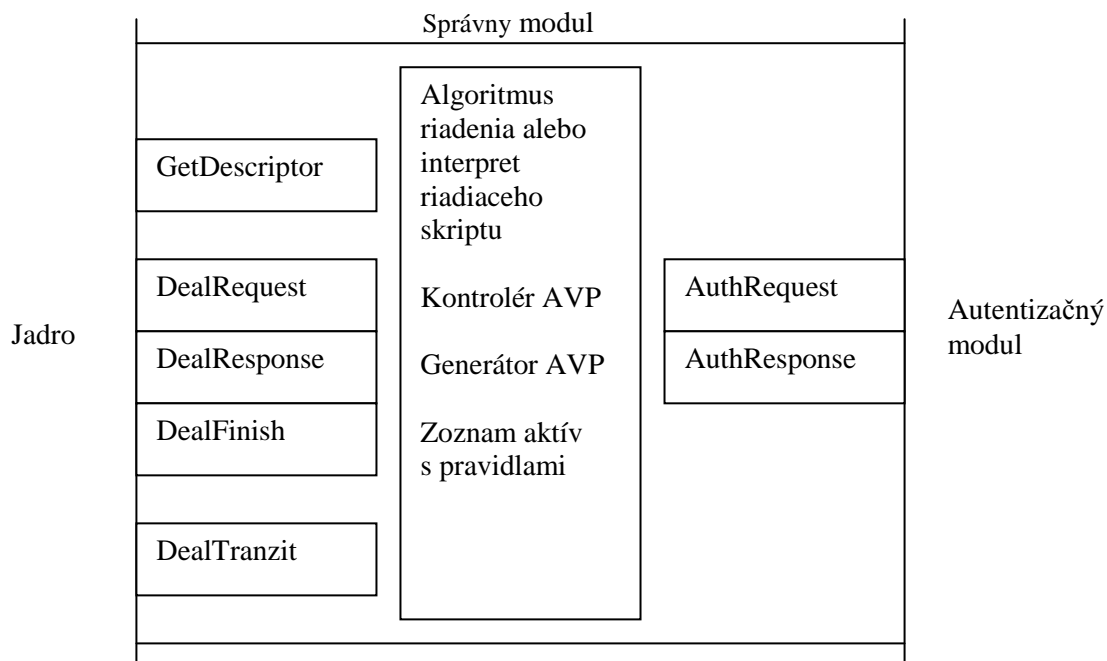 Správny modul
Jadro
GetDescriptor
DealRequest
DealResponse
DealFinish
DealTranzit
Algoritmus
riadenia alebo
interpret
riadiaceho
skriptu
Kontrolér AVP
Generátor AVP
Zoznam aktív
s pravidlami
AuthRequest
AuthResponse
Autentizačný
modul